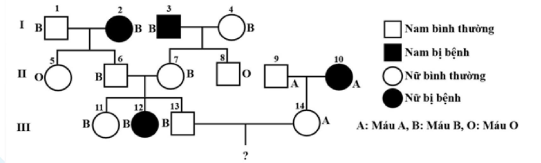 1 2 3 4
I B B B B
Nam bình thường
Nam bị bệnh
5 6 7 8 9 10
II O B B O A A
Nữ bình thường
Nữ bị bệnh
11 12 13 14
III B B B A
A: Máu A, B: Máu B, O: Máu O
?